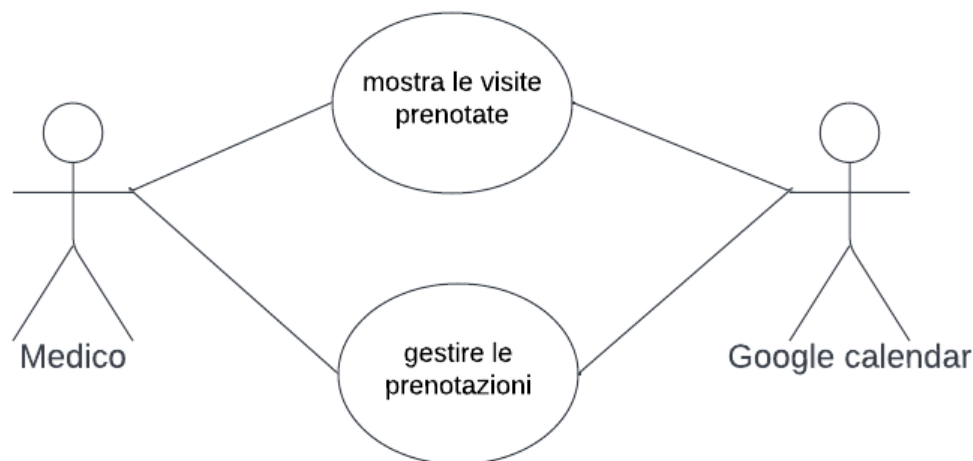 mostra le visite
prenotate
Medico
Google calendar
gestire le
prenotazioni